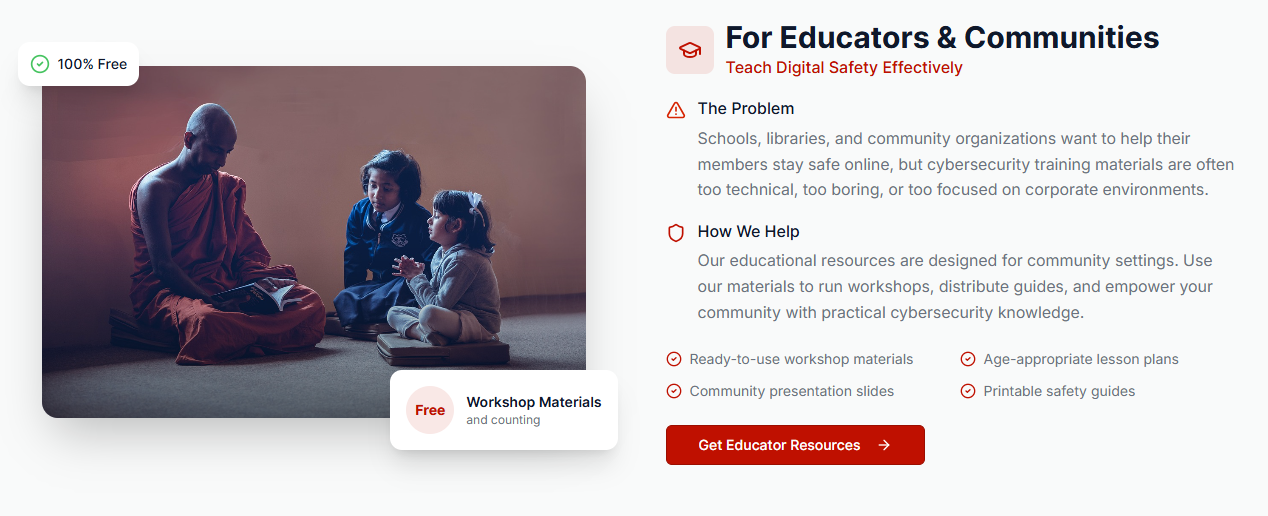 100% Free
Free
Workshop Materials
and counting
For Educators & Communities
Teach Digital Safety Effectively
The Problem
Schools, libraries, and community organizations want to help their
members stay safe online, but cybersecurity training materials are often
too technical, too boring, or too focused on corporate environments.
How We Help
Our educational resources are designed for community settings. Use
our materials to run workshops, distribute guides, and empower your
community with practical cybersecurity knowledge.
Ready-to-use workshop materials
Age-appropriate lesson plans
Community presentation slides
Printable safety guides
Get Educator Resources